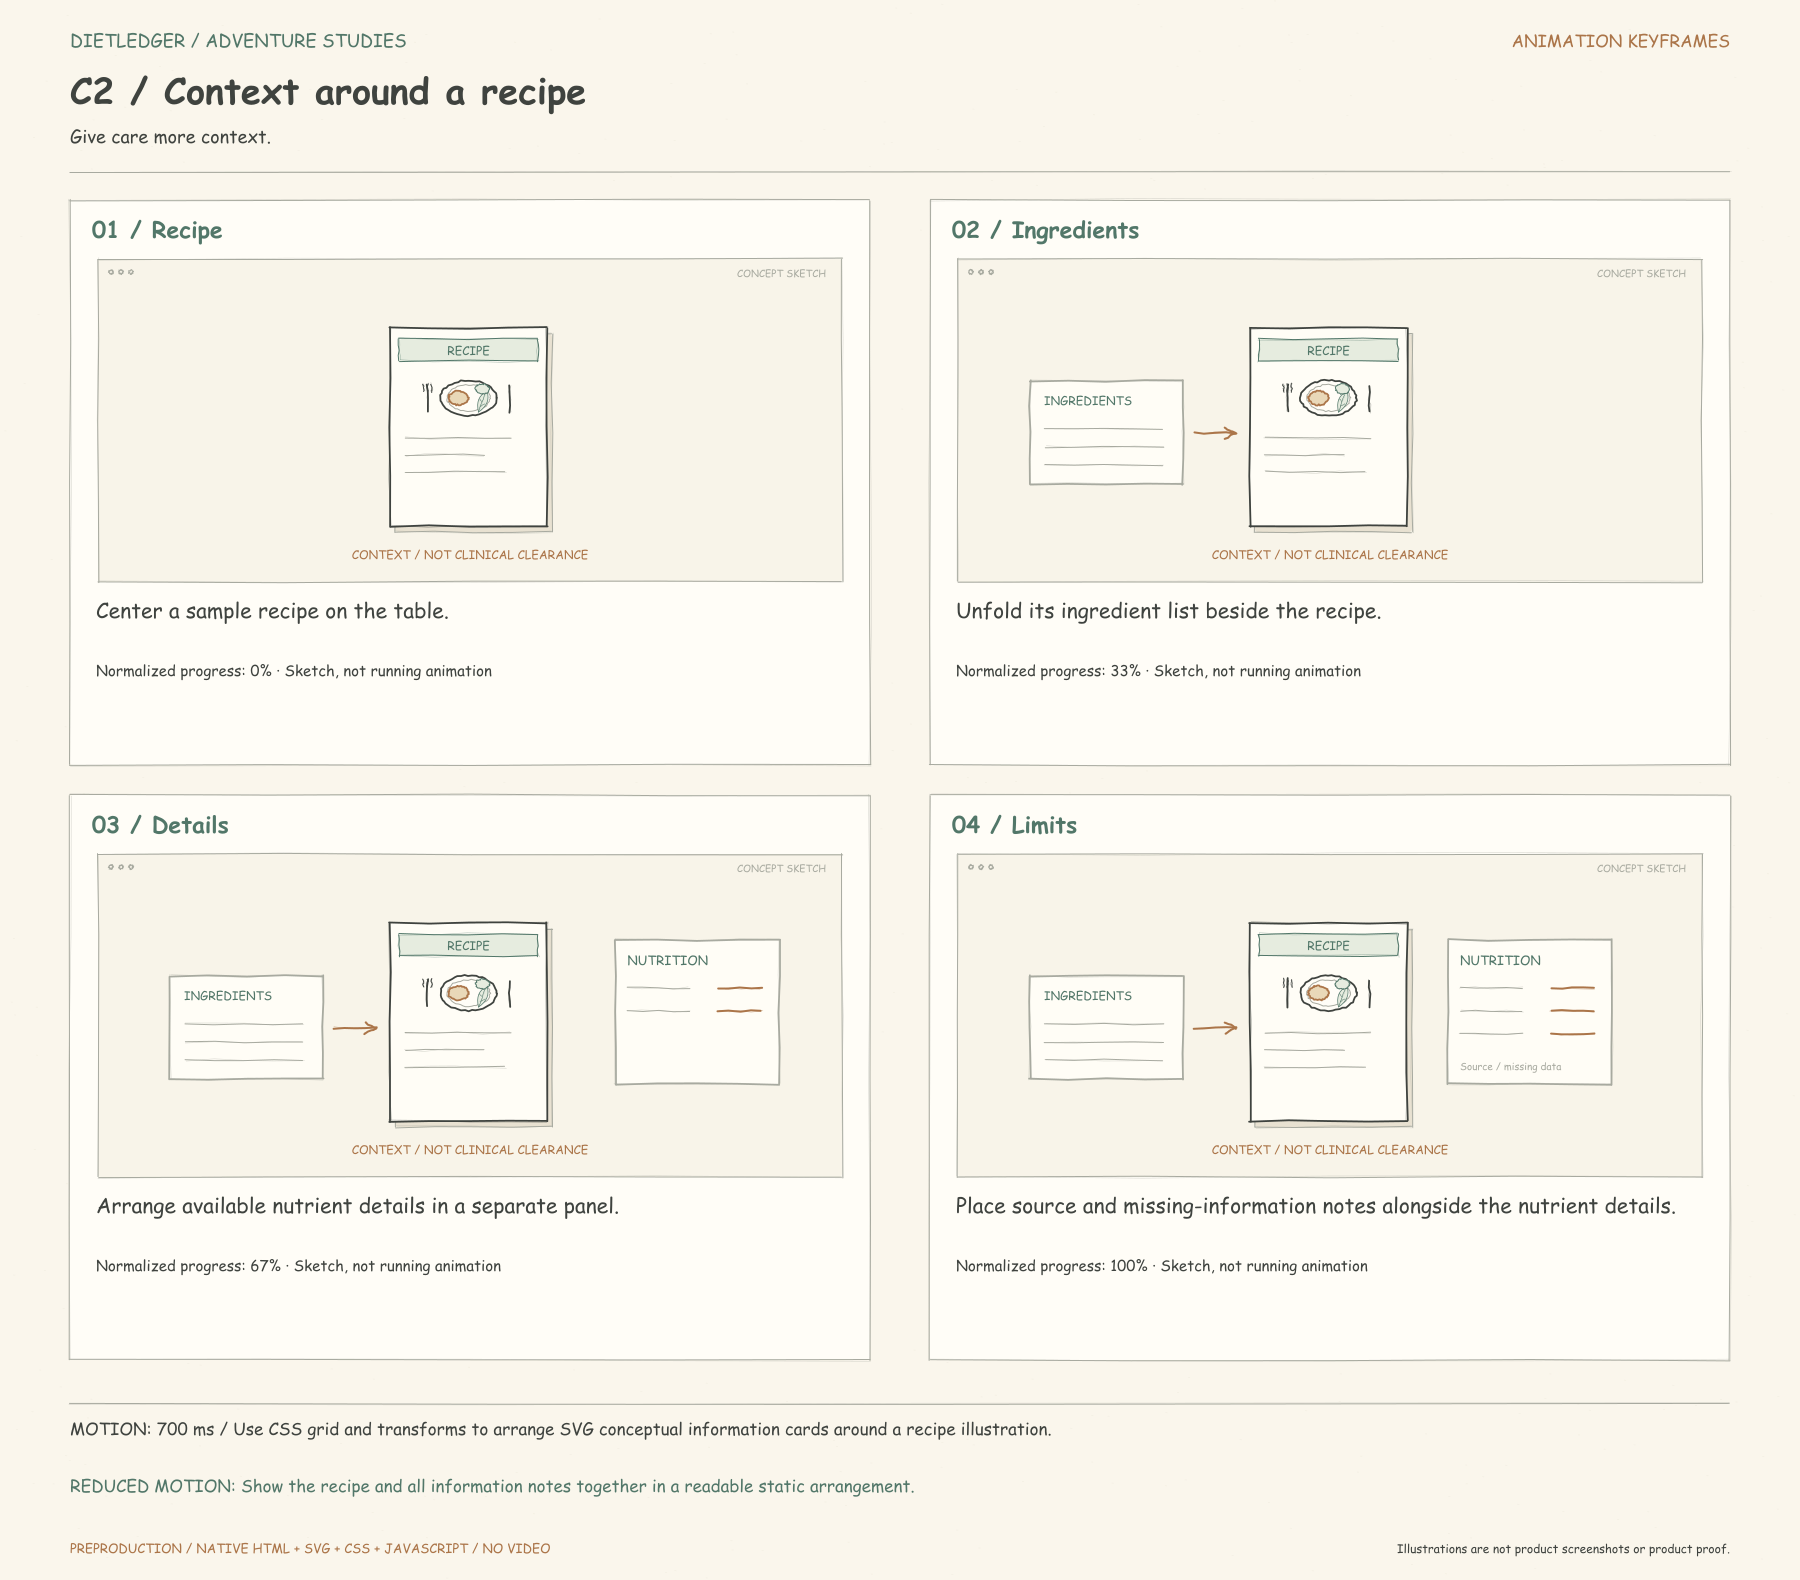 DIETLEDGER / ADVENTURE STUDIES
ANIMATION KEYFRAMES
C2 / Context around a recipe
Give care more context.
01 / Recipe
CONCEPT SKETCH
RECIPE
CONTEXT / NOT CLINICAL CLEARANCE
Center a sample recipe on the table.
Normalized progress: 0% · Sketch, not running animation
02 / Ingredients
CONCEPT SKETCH
RECIPE
INGREDIENTS
CONTEXT / NOT CLINICAL CLEARANCE
Unfold its ingredient list beside the recipe.
Normalized progress: 33% · Sketch, not running animation
03 / Details
CONCEPT SKETCH
RECIPE
NUTRITION
INGREDIENTS
CONTEXT / NOT CLINICAL CLEARANCE
Arrange available nutrient details in a separate panel.
Normalized progress: 67% · Sketch, not running animation
04 / Limits
CONCEPT SKETCH
RECIPE
NUTRITION
INGREDIENTS
Source / missing data
CONTEXT / NOT CLINICAL CLEARANCE
Place source and missing-information notes alongside the nutrient details.
Normalized progress: 100% · Sketch, not running animation
MOTION: 700 ms / Use CSS grid and transforms to arrange SVG conceptual information cards around a recipe illustration.
REDUCED MOTION: Show the recipe and all information notes together in a readable static arrangement.
PREPRODUCTION / NATIVE HTML + SVG + CSS + JAVASCRIPT / NO VIDEO
Illustrations are not product screenshots or product proof.